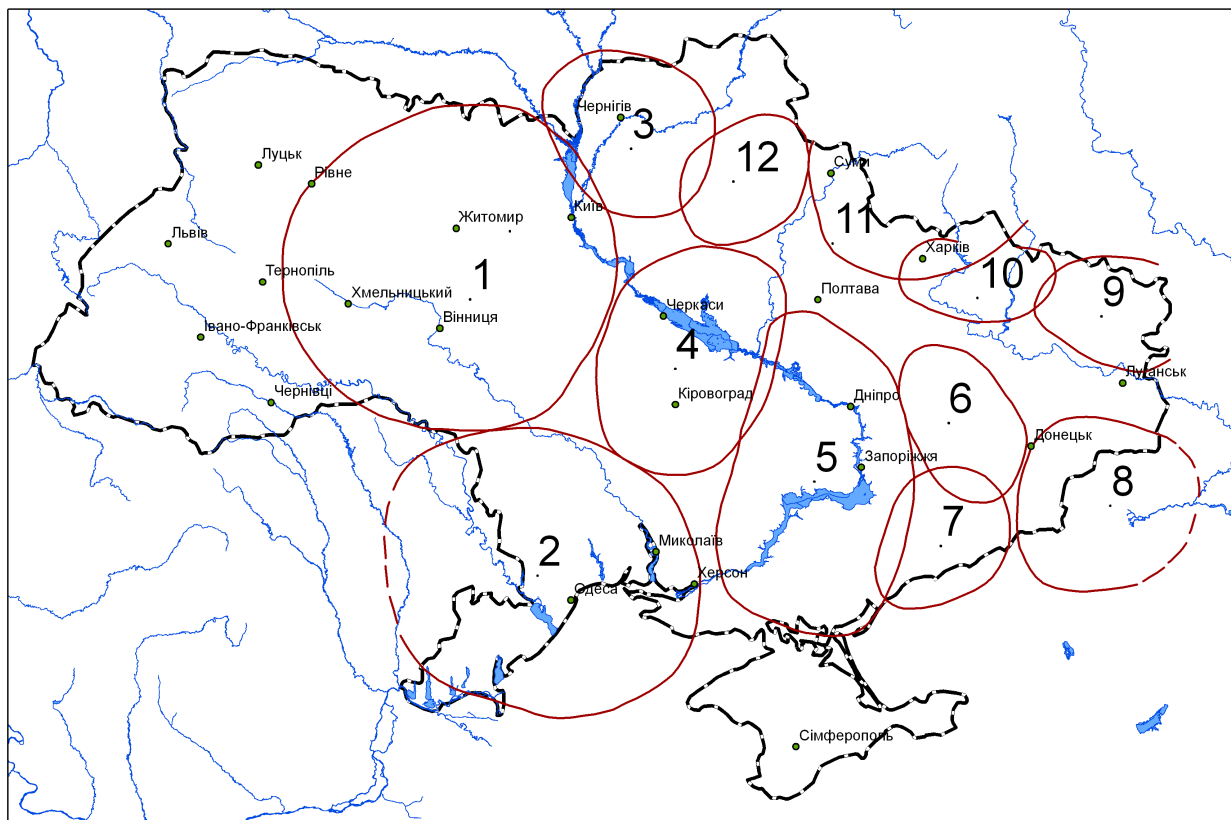 Чернігів
3
12
Луцьк
Рівне
Суми
Київ
Житомир
11
Львів
Харків
Тернопіль
10
1
Хмельницький
Полтава
9
Черкаси
Вінниця
Івано-Франківськ
4
Луганськ
Чернівці
Кіровоград
Дніпро
6
Донецьк
5
Запоріжжя
8
7
2
Миколаїв
Херсон
Одеса
Сімферополь